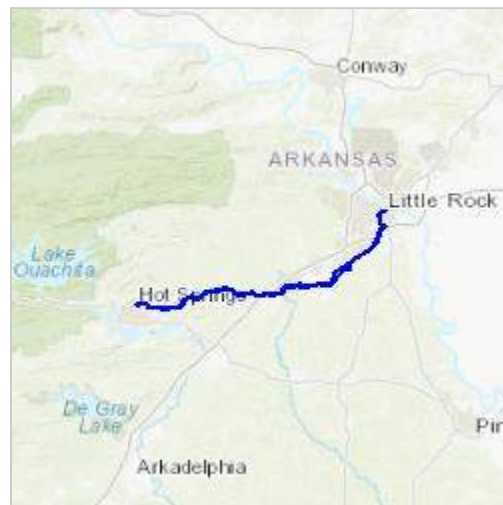 Conway
ARKANSAS
Little Rock
Lake
Ouachita
Hot Springs
De Gray
Lake
Pin
Arkadelphia